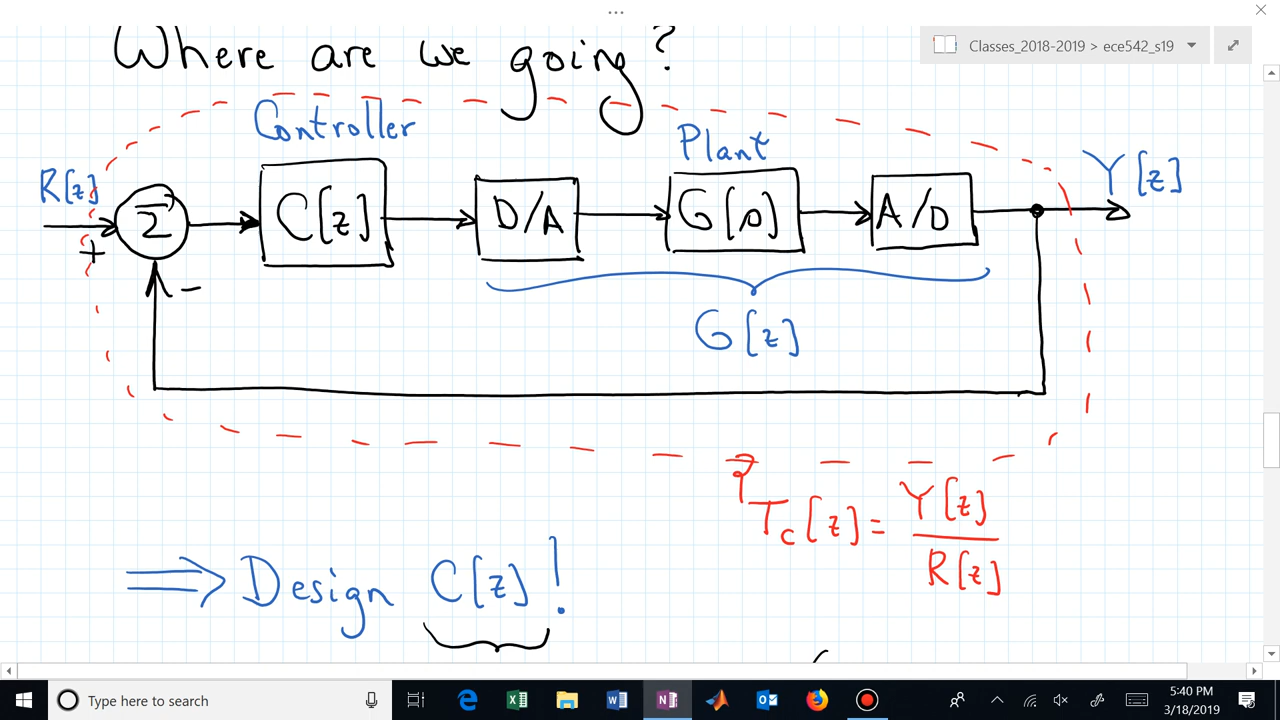 Where are we going?
Classes_2018-2019 > ece542_s19
Controller
Plant
R[z]
Y[z]
+
Σ
C[z]
D/A
G(s)
A/D
-
G[z]
T_c[z] = Y[z] / R[z]
⇒ Design C[z]!
Type here to search
5:40 PM
3/18/2019